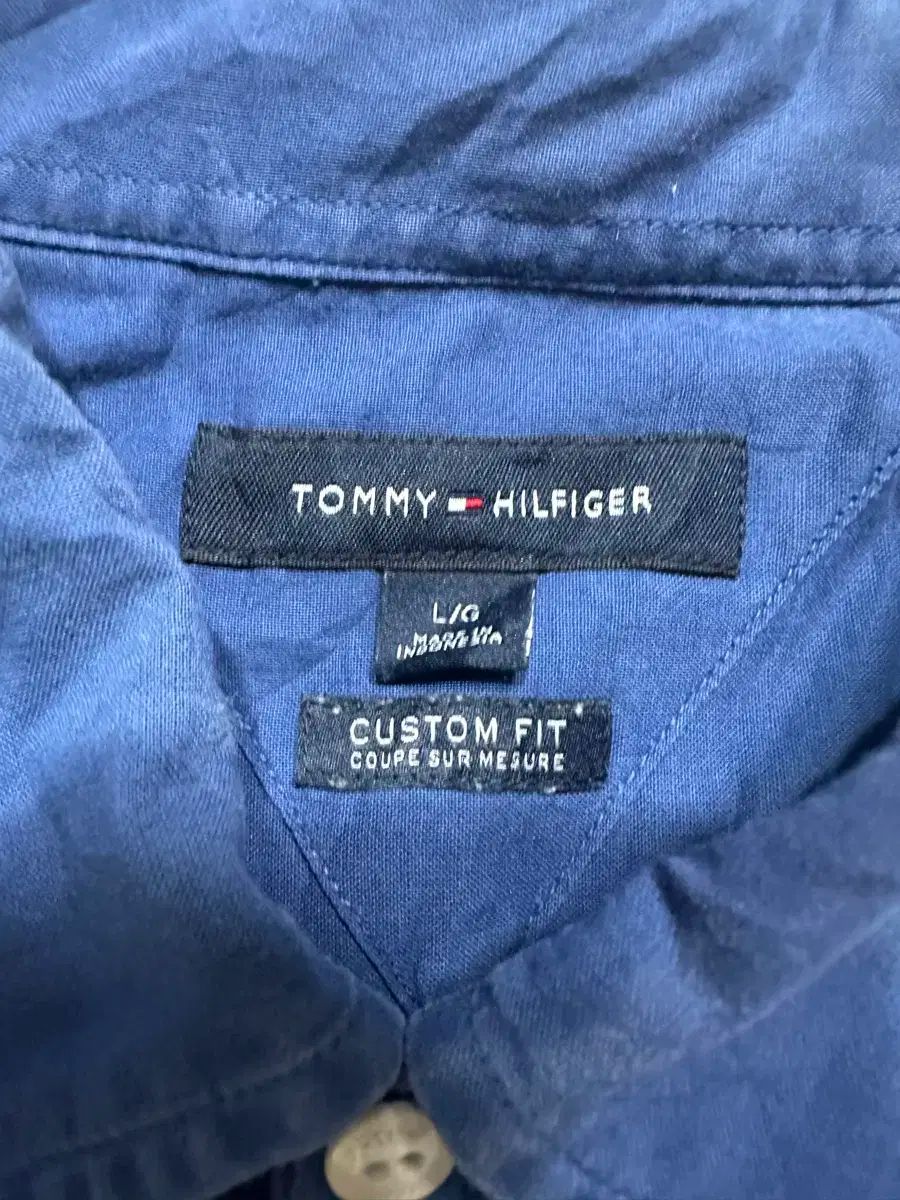 TOMMY HILFIGER
L/G
MADE IN
INDONESIA
CUSTOM FIT
COUPE SUR MESURE